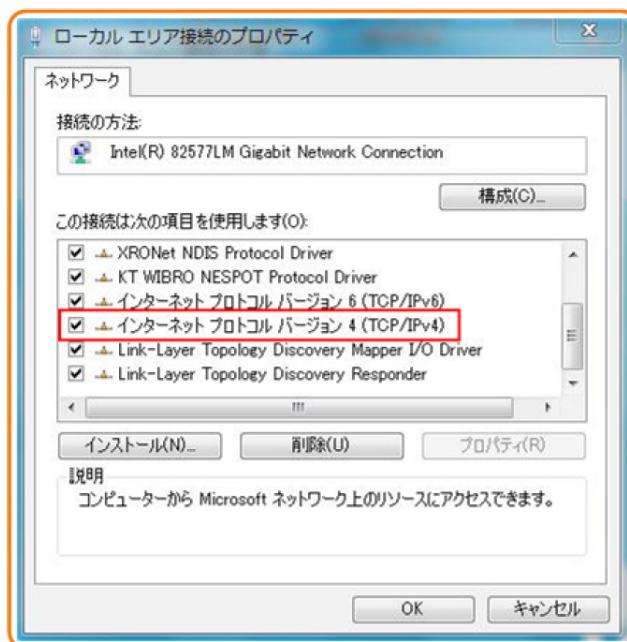 ローカル エリア接続のプロパティ
ネットワーク
接続の方法:
Intel(R) 82577LM Gigabit Network Connection
構成(C)...
この接続は次の項目を使用します(O):
XRONet NDIS Protocol Driver
KT WIBRO NESPOT Protocol Driver
インターネット プロトコル バージョン 6 (TCP/IPv6)
インターネット プロトコル バージョン 4 (TCP/IPv4)
Link-Layer Topology Discovery Mapper I/O Driver
Link-Layer Topology Discovery Responder
インストール(N)... 削除(U) プロパティ(R)
説明
コンピューターから Microsoft ネットワーク上のリソースにアクセスできます。
OK キャンセル